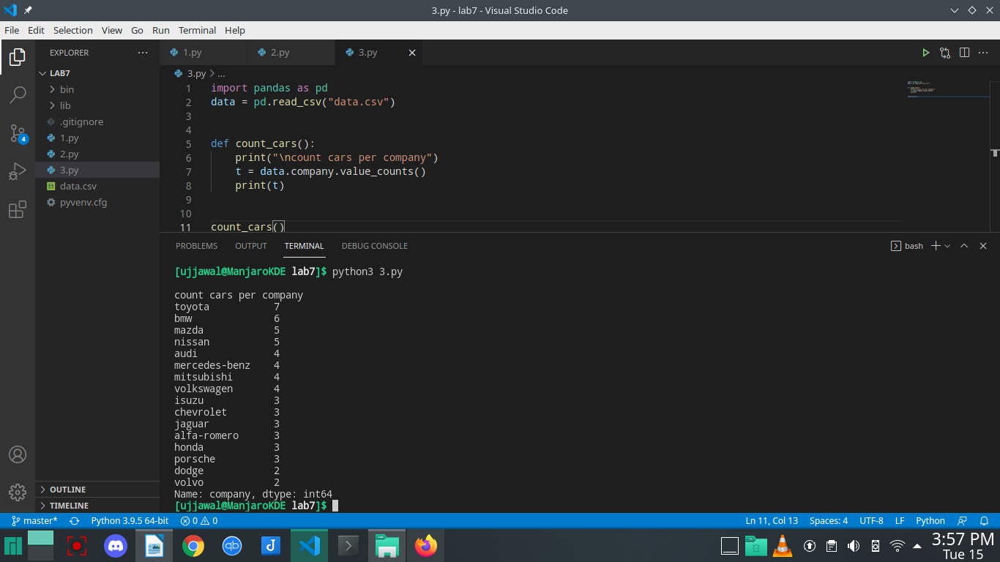 3.py - lab7 - Visual Studio Code
File Edit Selection View Go Run Terminal Help
EXPLORER
LAB7
bin
lib
.gitignore
1.py
2.py
3.py
data.csv
pyvenv.cfg
OUTLINE
TIMELINE
4
1.py 2.py 3.py
3.py > ...
1 import pandas as pd
2 data = pd.read_csv("data.csv")
3
4
5 def count_cars():
6     print("\ncount cars per company")
7     t = data.company.value_counts()
8     print(t)
9
10
11 count_cars()
PROBLEMS OUTPUT TERMINAL DEBUG CONSOLE
bash
[ujjawal@ManjaroKDE lab7]$ python3 3.py
count cars per company
toyota           7
bmw              6
mazda            5
nissan           5
audi             4
mercedes-benz    4
mitsubishi       4
volkswagen       4
isuzu            3
chevrolet        3
jaguar           3
alfa-romero      3
honda            3
porsche          3
dodge            2
volvo            2
Name: company, dtype: int64
[ujjawal@ManjaroKDE lab7]$
master* Python 3.9.5 64-bit 0 0 Ln 11, Col 13 Spaces: 4 UTF-8 LF Python
3:57 PM
Tue 15